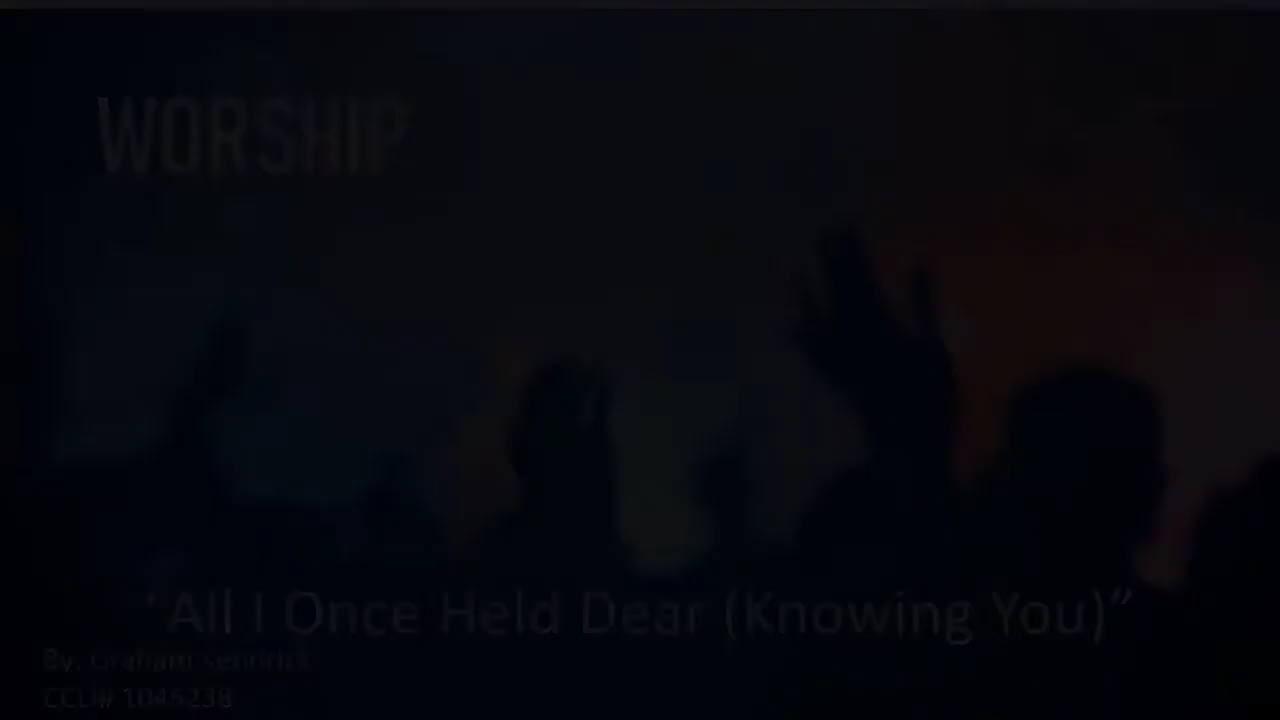 WORSHIP
“All I Once Held Dear (Knowing You)”
By: Graham Kendrick
CCLI# 1045238